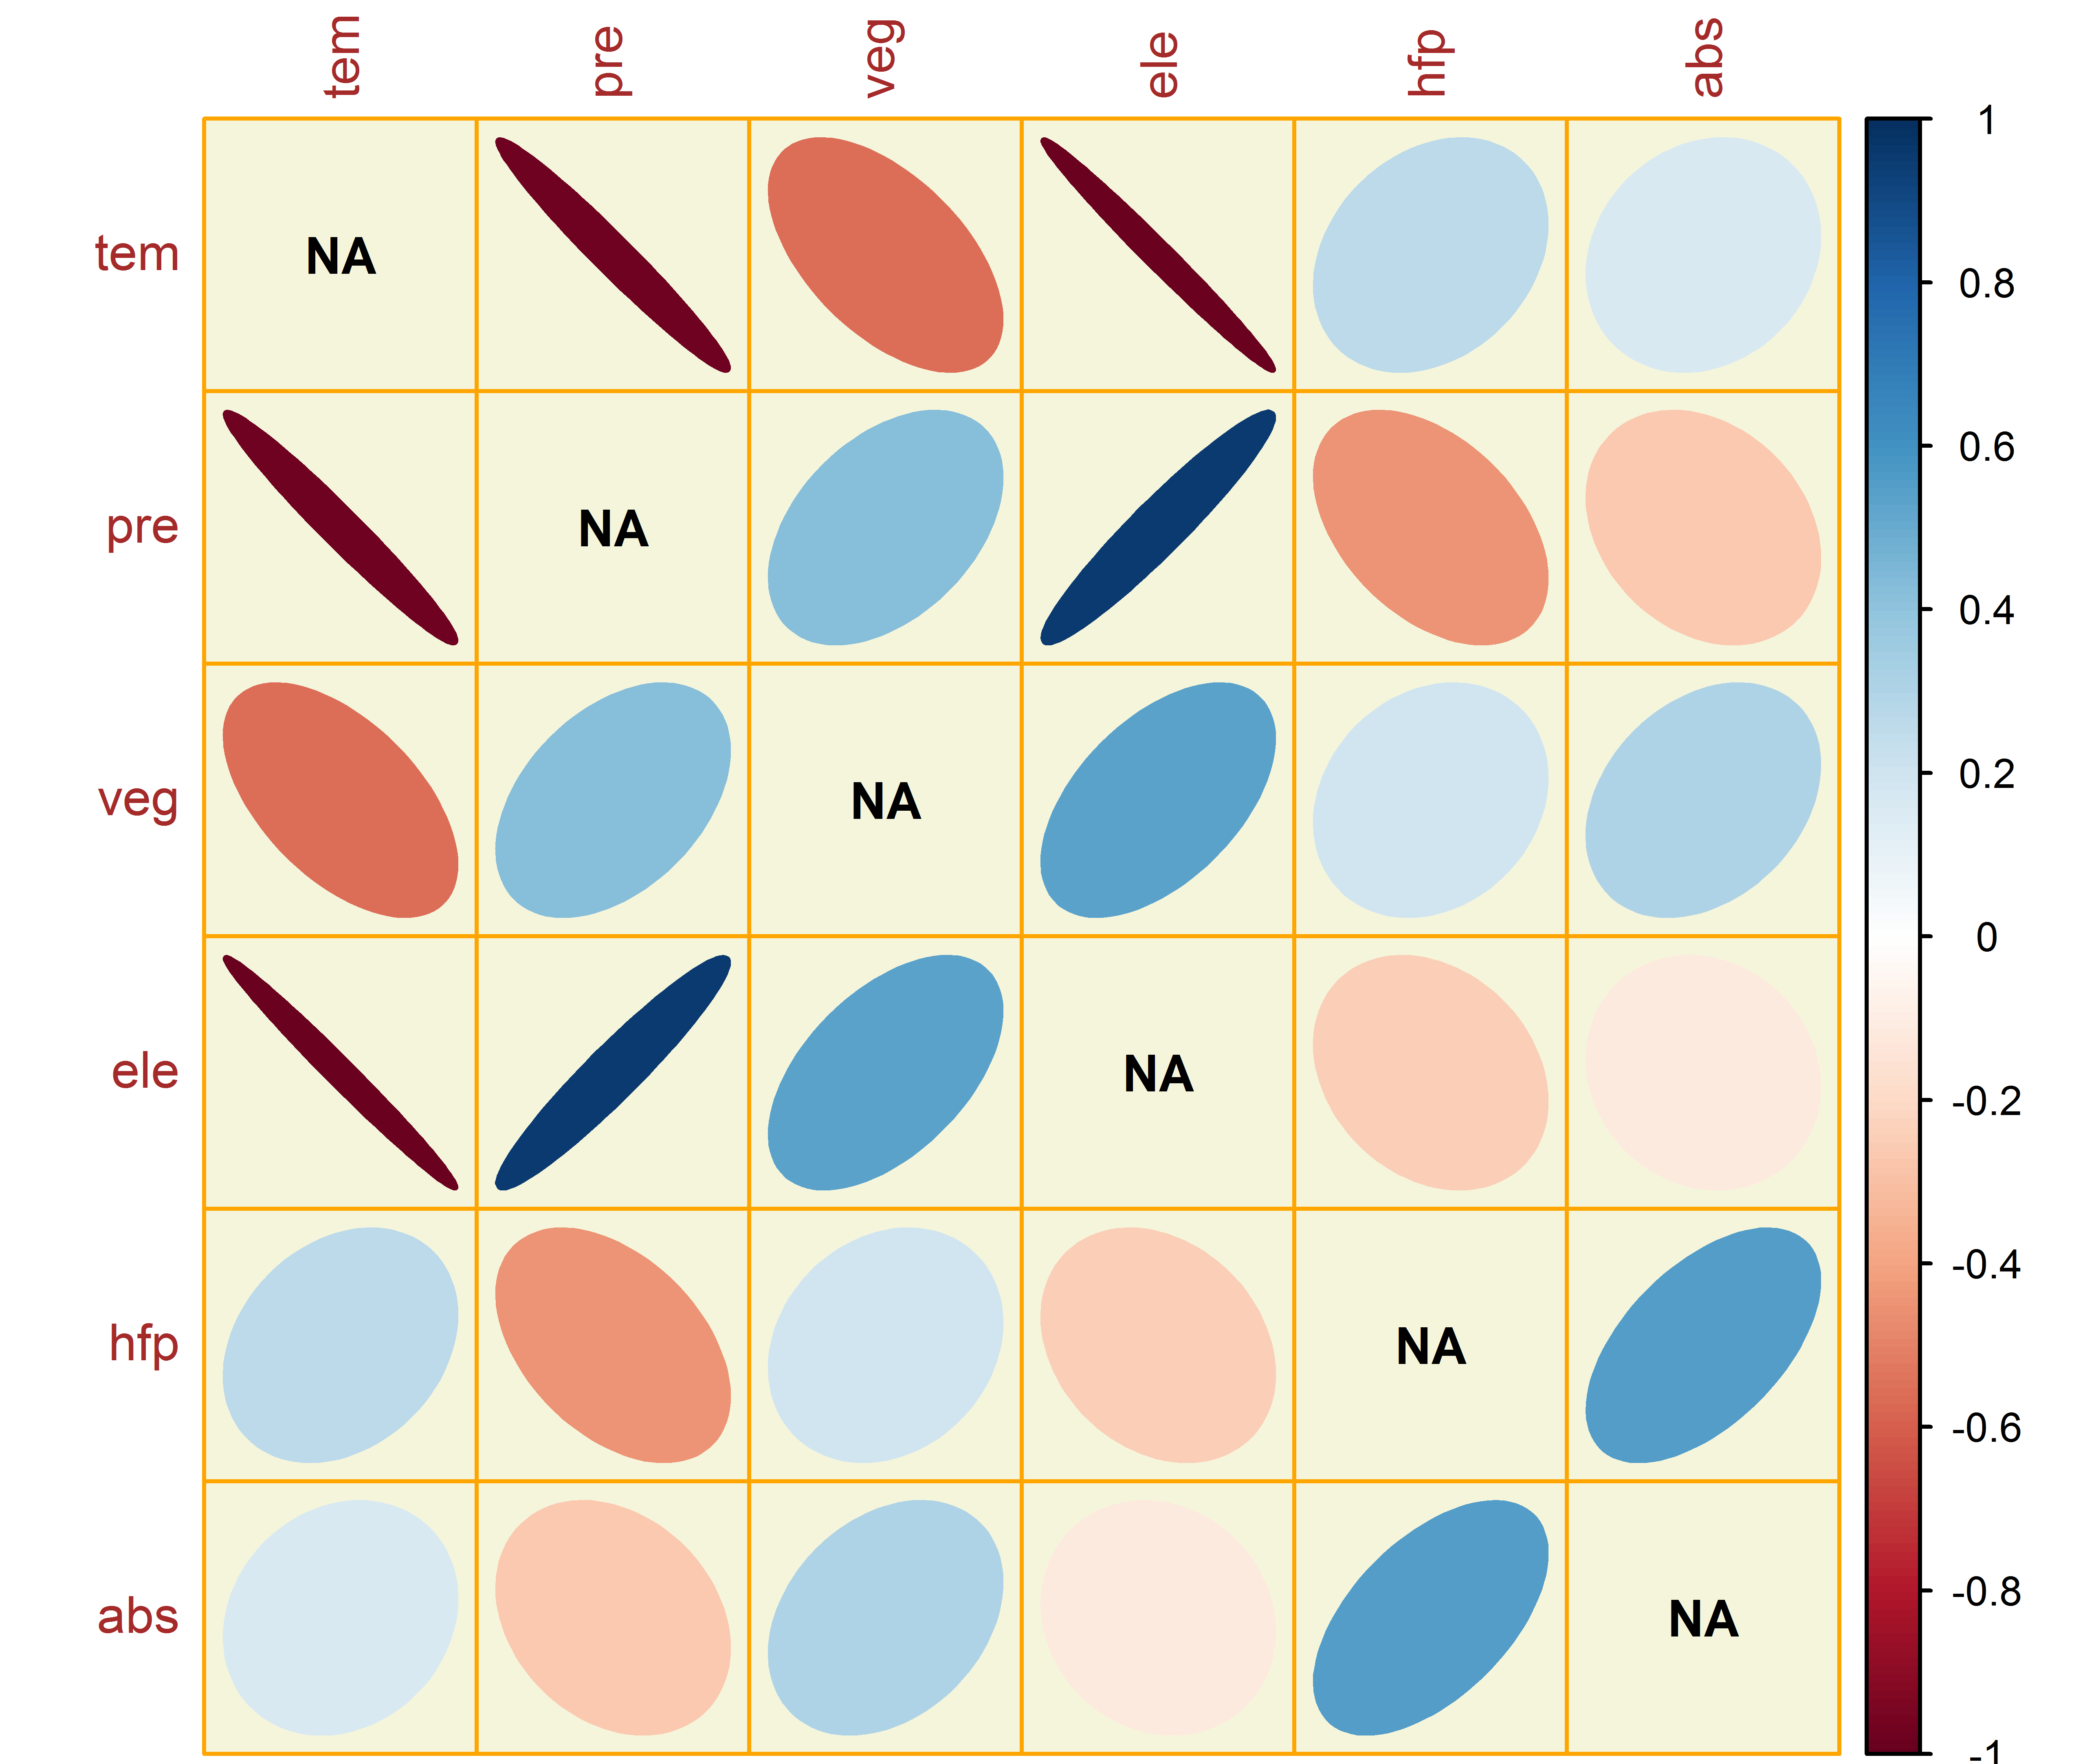 tem pre veg ele hfp abs
1
tem NA
0.8
0.6
pre NA
0.4
veg NA
0.2
0
ele NA
-0.2
-0.4
hfp NA
-0.6
-0.8
abs NA
-1